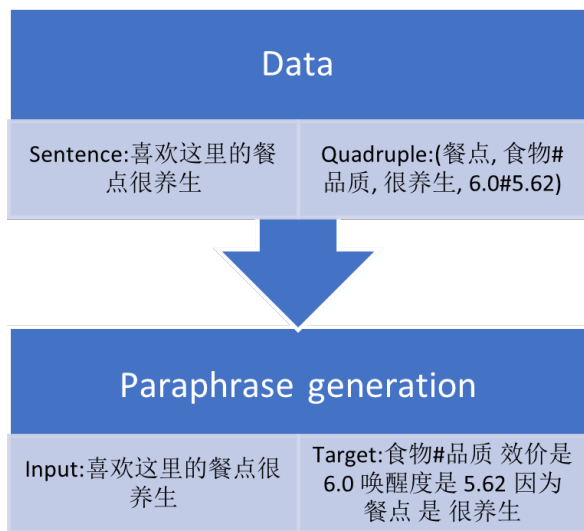 Data
Sentence:喜欢这里的餐
点很养生
Quadruple:(餐点, 食物#
品质, 很养生, 6.0#5.62)
Paraphrase generation
Input:喜欢这里的餐点很
养生
Target:食物#品质 效价是
6.0 唤醒度是 5.62 因为
餐点 是 很养生